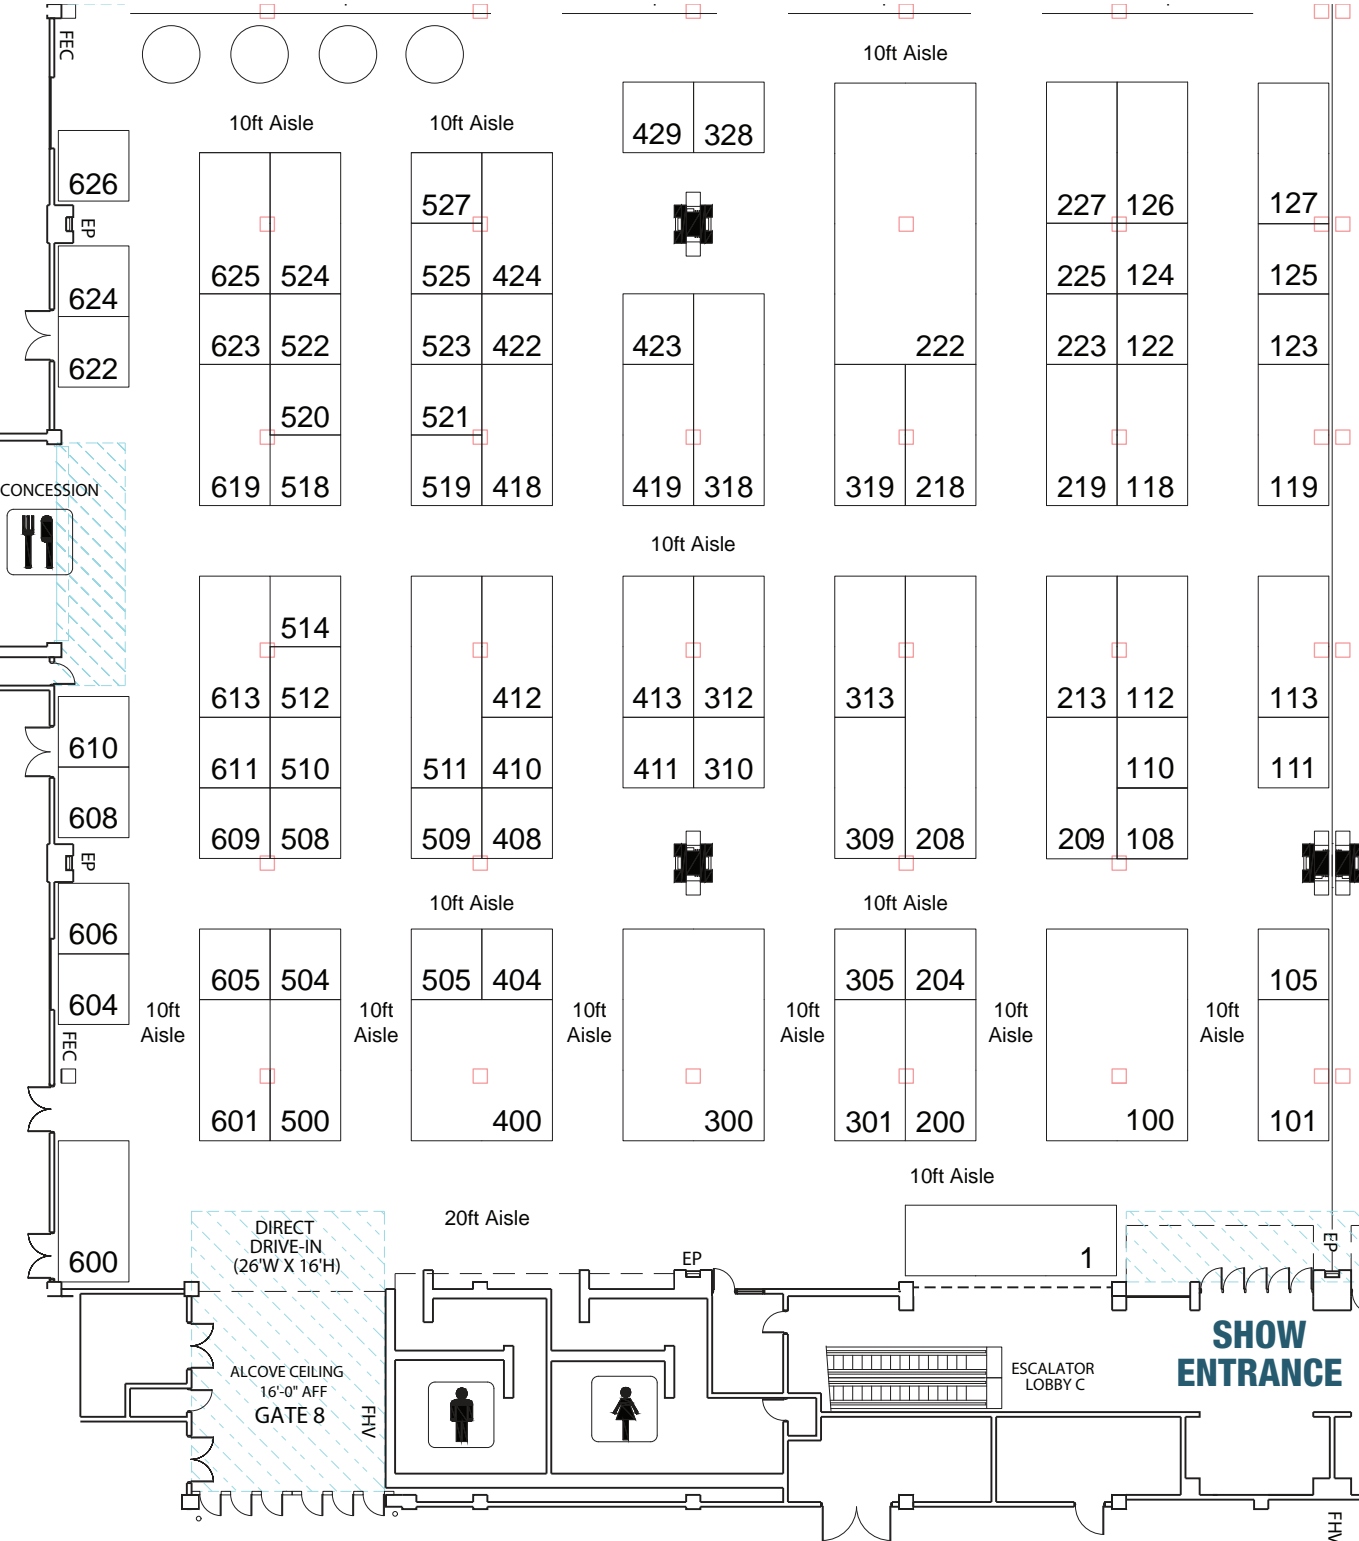 FEC
10ft Aisle
10ft Aisle
10ft Aisle
429 328
626
527
227 126
127
EP
625 524
525 424
225 124
125
624
623 522
523 422
423
222
223 122
123
622
520
521
619 518
519 418
419 318
319 218
219 118
119
CONCESSION
10ft Aisle
514
613 512
412
413 312
313
213 112
113
610
611 510
511 410
411 310
110
111
608
609 508
509 408
309 208
209 108
EP
10ft Aisle
10ft Aisle
606
605 504
505 404
305 204
105
604
10ft
Aisle
10ft
Aisle
10ft
Aisle
10ft
Aisle
10ft
Aisle
10ft
Aisle
FEC
601 500
400
300
301 200
100
101
10ft Aisle
20ft Aisle
600
DIRECT
DRIVE-IN
(26'W X 16'H)
EP
1
EP
ALCOVE CEILING
16'-0" AFF
GATE 8
FHV
ESCALATOR
LOBBY C
SHOW
ENTRANCE
FHV